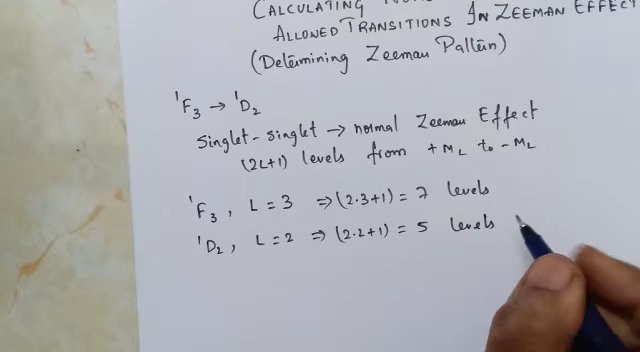 CALCULATING
ALLOWED TRANSITIONS IN ZEEMAN EFFECT
(Determining Zeeman Pattern)
¹F₃ → ¹D₂
Singlet-singlet → normal Zeeman Effect
(2L+1) levels from +M_L to -M_L
¹F₃, L = 3 ⇒ (2·3+1) = 7 levels
¹D₂, L = 2 ⇒ (2·2+1) = 5 levels